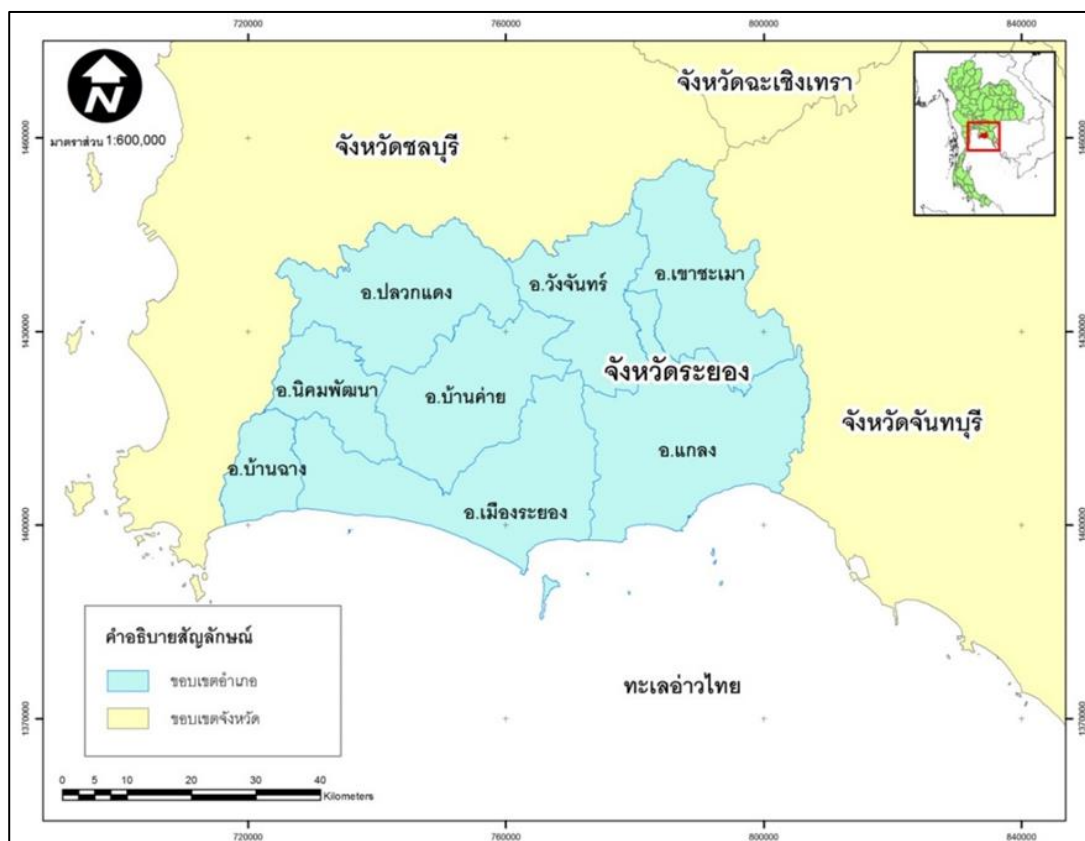 720000 760000 800000 840000
จังหวัดฉะเชิงเทรา
N
มาตราส่วน 1:600,000
1460000 1460000
จังหวัดชลบุรี
อ.วังจันทร์
อ.เขาชะเมา
อ.ปลวกแดง
1430000 1430000
จังหวัดระยอง
อ.นิคมพัฒนา
อ.บ้านค่าย
จังหวัดจันทบุรี
อ.แกลง
อ.บ้านฉาง
อ.เมืองระยอง
1400000 1400000
คำอธิบายสัญลักษณ์
ขอบเขตอำเภอ
ขอบเขตจังหวัด
ทะเลอ่าวไทย
1370000 1370000
0 5 10 20 30 40
Kilometers
720000 760000 800000 840000